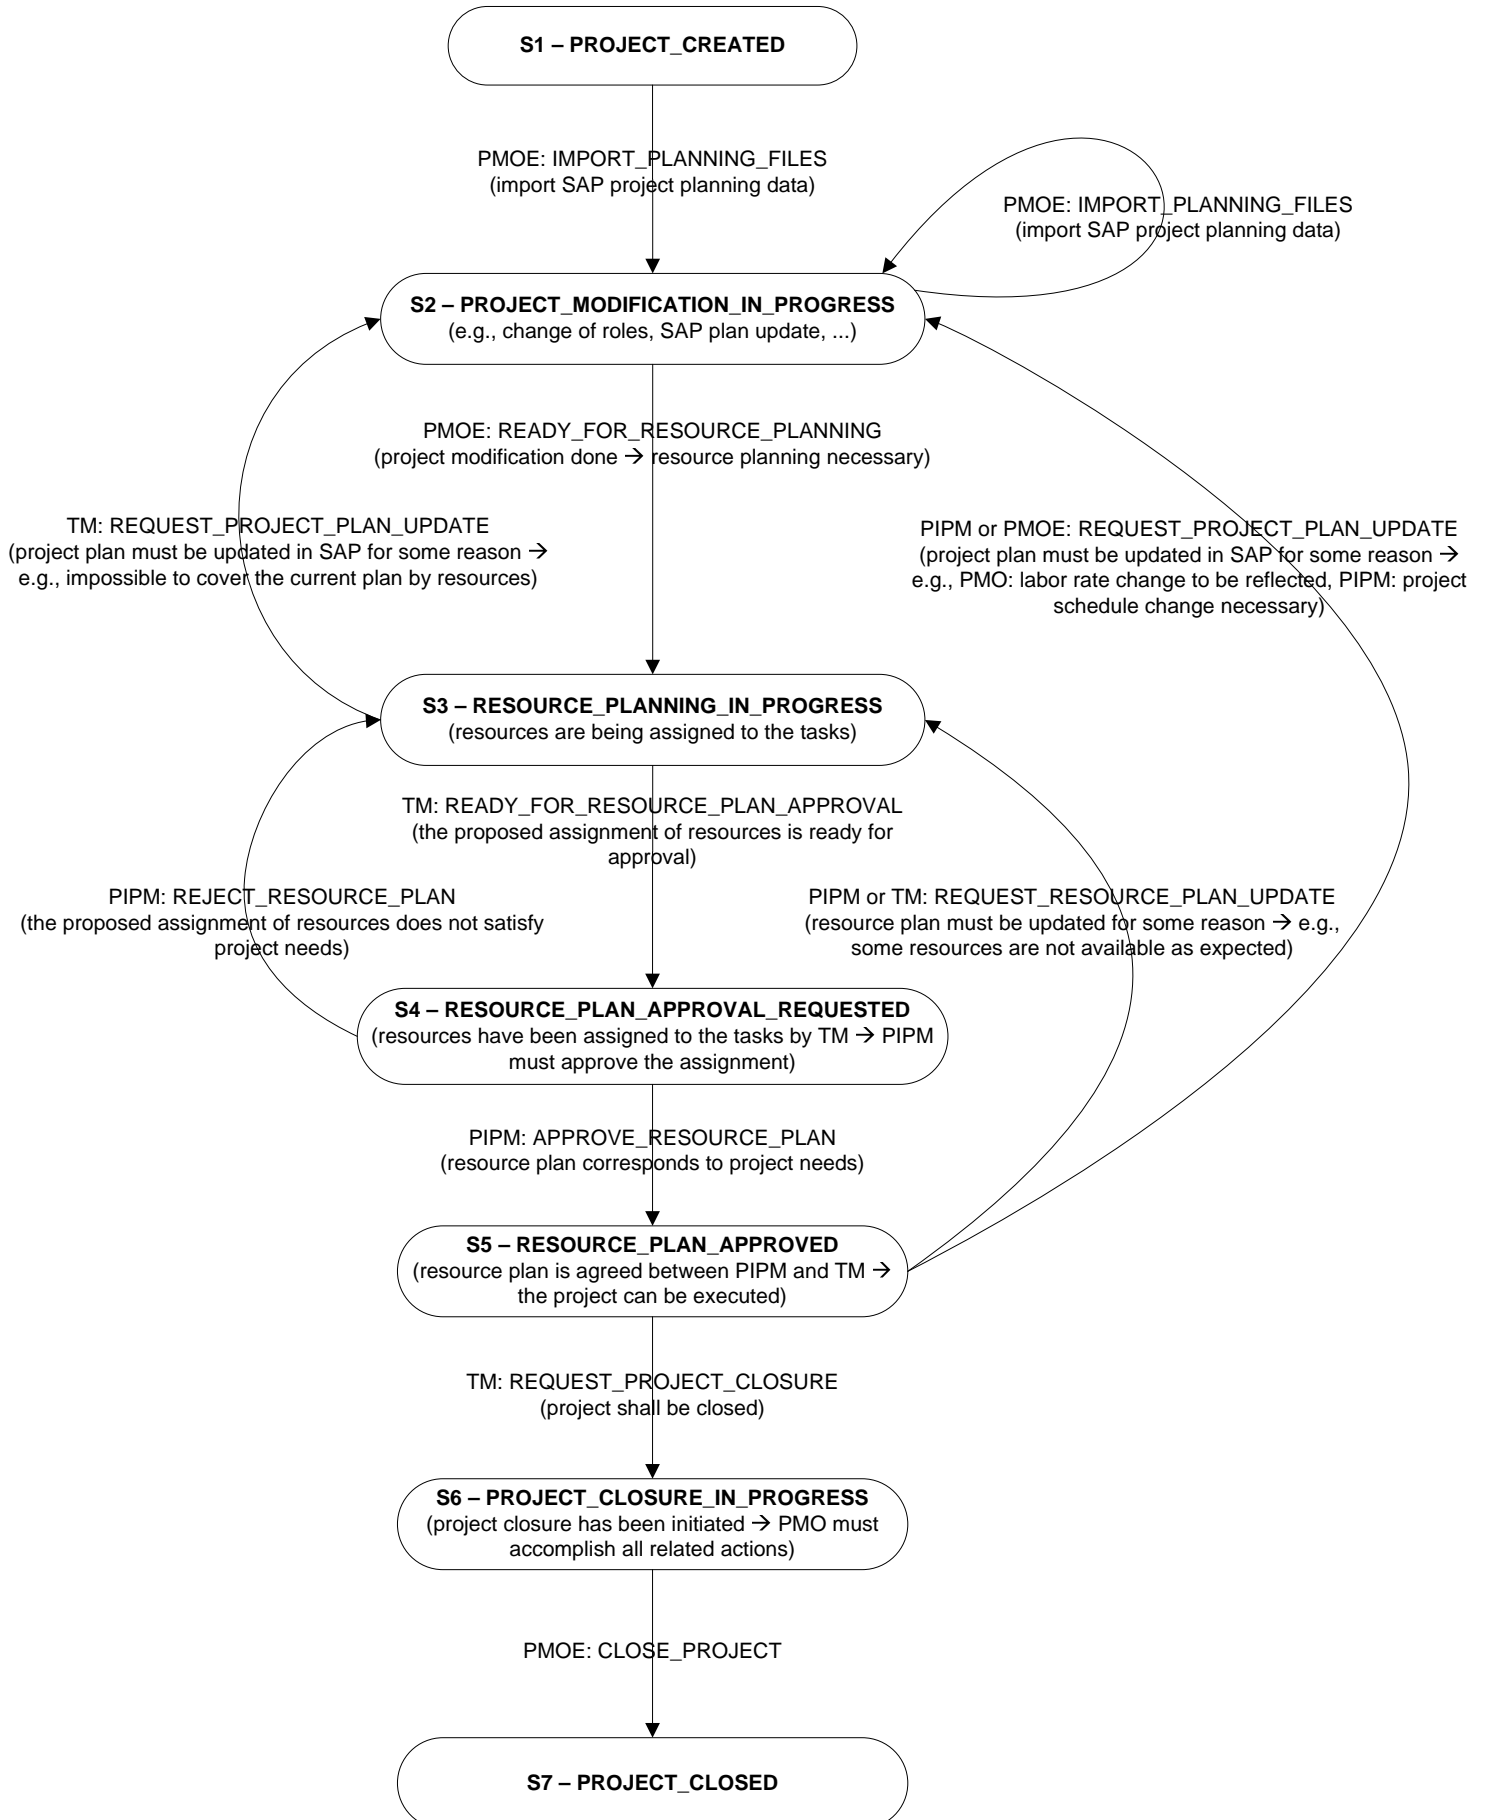 S1 – PROJECT_CREATED
PMOE: IMPORT_PLANNING_FILES
(import SAP project planning data)
PMOE: IMPORT_PLANNING_FILES
(import SAP project planning data)
S2 – PROJECT_MODIFICATION_IN_PROGRESS
(e.g., change of roles, SAP plan update, ...)
PMOE: READY_FOR_RESOURCE_PLANNING
(project modification done → resource planning necessary)
TM: REQUEST_PROJECT_PLAN_UPDATE
(project plan must be updated in SAP for some reason →
e.g., impossible to cover the current plan by resources)
PIPM or PMOE: REQUEST_PROJECT_PLAN_UPDATE
(project plan must be updated in SAP for some reason →
e.g., PMO: labor rate change to be reflected, PIPM: project
schedule change necessary)
S3 – RESOURCE_PLANNING_IN_PROGRESS
(resources are being assigned to the tasks)
TM: READY_FOR_RESOURCE_PLAN_APPROVAL
(the proposed assignment of resources is ready for
approval)
PIPM: REJECT_RESOURCE_PLAN
(the proposed assignment of resources does not satisfy
project needs)
PIPM or TM: REQUEST_RESOURCE_PLAN_UPDATE
(resource plan must be updated for some reason → e.g.,
some resources are not available as expected)
S4 – RESOURCE_PLAN_APPROVAL_REQUESTED
(resources have been assigned to the tasks by TM → PIPM
must approve the assignment)
PIPM: APPROVE_RESOURCE_PLAN
(resource plan corresponds to project needs)
S5 – RESOURCE_PLAN_APPROVED
(resource plan is agreed between PIPM and TM →
the project can be executed)
TM: REQUEST_PROJECT_CLOSURE
(project shall be closed)
S6 – PROJECT_CLOSURE_IN_PROGRESS
(project closure has been initiated → PMO must
accomplish all related actions)
PMOE: CLOSE_PROJECT
S7 – PROJECT_CLOSED